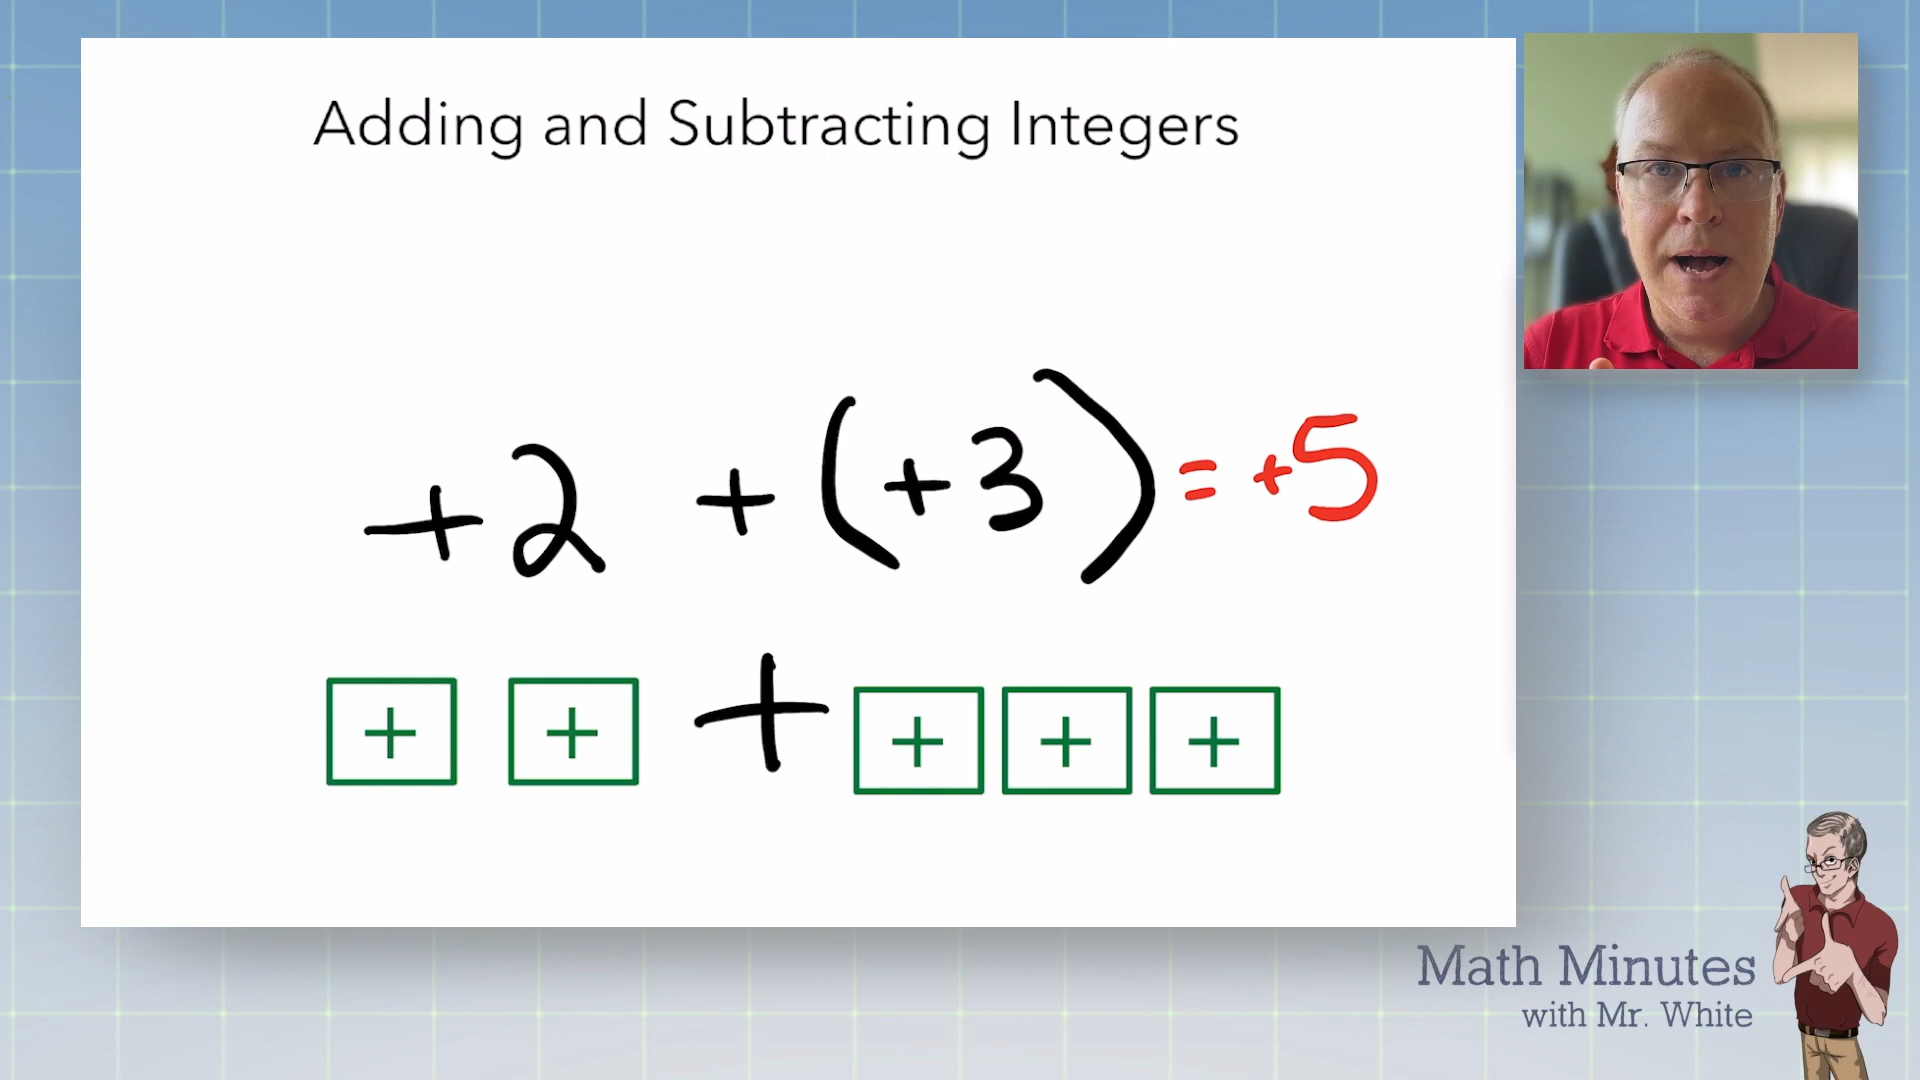 Adding and Subtracting Integers
+2 + (+3) = +5
+ + + + + +
Math Minutes
with Mr. White